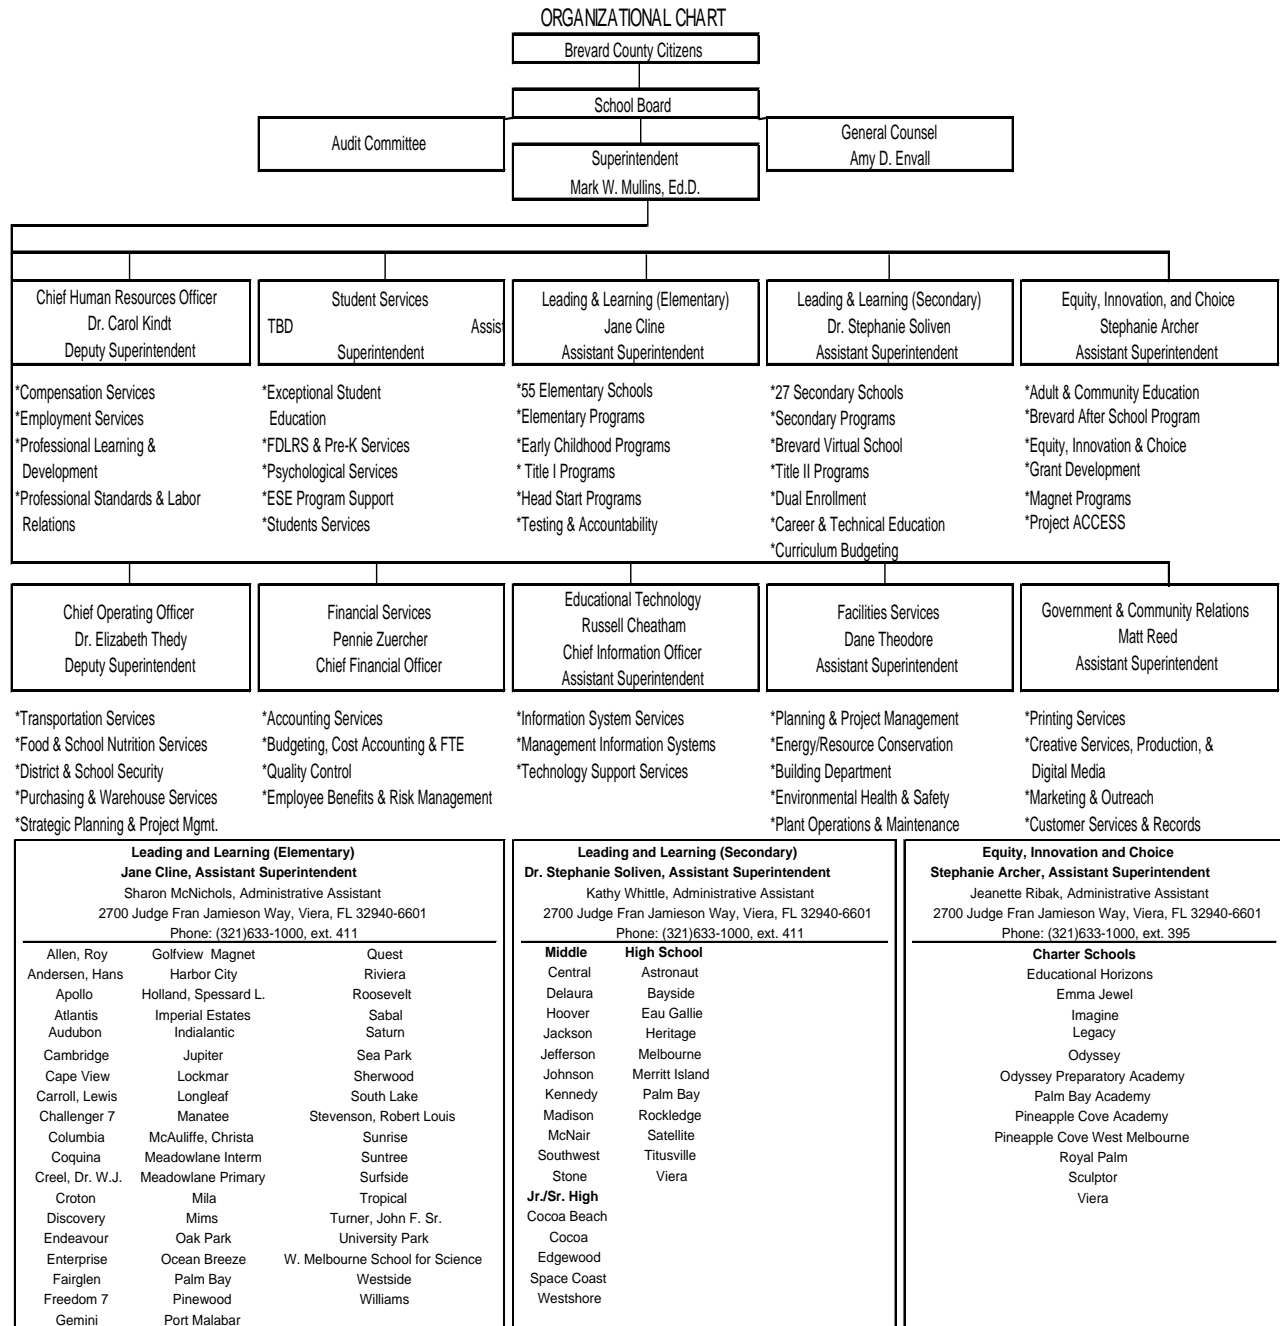 ORGANIZATIONAL CHART
Brevard County Citizens
School Board
Audit Committee
General Counsel
Amy D. Envall
Superintendent
Mark W. Mullins, Ed.D.
Chief Human Resources Officer
Dr. Carol Kindt
Deputy Superintendent
Student Services
TBD Assist
Superintendent
Leading & Learning (Elementary)
Jane Cline
Assistant Superintendent
Leading & Learning (Secondary)
Dr. Stephanie Soliven
Assistant Superintendent
Equity, Innovation, and Choice
Stephanie Archer
Assistant Superintendent
*Compensation Services
*Employment Services
*Professional Learning &
Development
*Professional Standards & Labor
Relations
*Exceptional Student
Education
*FDLRS & Pre-K Services
*Psychological Services
*ESE Program Support
*Students Services
*55 Elementary Schools
*Elementary Programs
*Early Childhood Programs
* Title I Programs
*Head Start Programs
*Testing & Accountability
*27 Secondary Schools
*Secondary Programs
*Brevard Virtual School
*Title II Programs
*Dual Enrollment
*Career & Technical Education
*Curriculum Budgeting
*Adult & Community Education
*Brevard After School Program
*Equity, Innovation & Choice
*Grant Development
*Magnet Programs
*Project ACCESS
Chief Operating Officer
Dr. Elizabeth Thedy
Deputy Superintendent
Financial Services
Pennie Zuercher
Chief Financial Officer
Educational Technology
Russell Cheatham
Chief Information Officer
Assistant Superintendent
Facilities Services
Dane Theodore
Assistant Superintendent
Government & Community Relations
Matt Reed
Assistant Superintendent
*Transportation Services
*Food & School Nutrition Services
*District & School Security
*Purchasing & Warehouse Services
*Strategic Planning & Project Mgmt.
*Accounting Services
*Budgeting, Cost Accounting & FTE
*Quality Control
*Employee Benefits & Risk Management
*Information System Services
*Management Information Systems
*Technology Support Services
*Planning & Project Management
*Energy/Resource Conservation
*Building Department
*Environmental Health & Safety
*Plant Operations & Maintenance
*Printing Services
*Creative Services, Production, &
Digital Media
*Marketing & Outreach
*Customer Services & Records
Leading and Learning (Elementary)
Jane Cline, Assistant Superintendent
Sharon McNichols, Administrative Assistant
2700 Judge Fran Jamieson Way, Viera, FL 32940-6601
Phone: (321)633-1000, ext. 411
Allen, Roy Golfview Magnet Quest
Andersen, Hans Harbor City Riviera
Apollo Holland, Spessard L. Roosevelt
Atlantis Imperial Estates Sabal
Audubon Indialantic Saturn
Cambridge Jupiter Sea Park
Cape View Lockmar Sherwood
Carroll, Lewis Longleaf South Lake
Challenger 7 Manatee Stevenson, Robert Louis
Columbia McAuliffe, Christa Sunrise
Coquina Meadowlane Interm Suntree
Creel, Dr. W.J. Meadowlane Primary Surfside
Croton Mila Tropical
Discovery Mims Turner, John F. Sr.
Endeavour Oak Park University Park
Enterprise Ocean Breeze W. Melbourne School for Science
Fairglen Palm Bay Westside
Freedom 7 Pinewood Williams
Gemini Port Malabar
Leading and Learning (Secondary)
Dr. Stephanie Soliven, Assistant Superintendent
Kathy Whittle, Administrative Assistant
2700 Judge Fran Jamieson Way, Viera, FL 32940-6601
Phone: (321)633-1000, ext. 411
Middle High School
Central Astronaut
Delaura Bayside
Hoover Eau Gallie
Jackson Heritage
Jefferson Melbourne
Johnson Merritt Island
Kennedy Palm Bay
Madison Rockledge
McNair Satellite
Southwest Titusville
Stone Viera
Jr./Sr. High
Cocoa Beach
Cocoa
Edgewood
Space Coast
Westshore
Equity, Innovation and Choice
Stephanie Archer, Assistant Superintendent
Jeanette Ribak, Administrative Assistant
2700 Judge Fran Jamieson Way, Viera, FL 32940-6601
Phone: (321)633-1000, ext. 395
Charter Schools
Educational Horizons
Emma Jewel
Imagine
Legacy
Odyssey
Odyssey Preparatory Academy
Palm Bay Academy
Pineapple Cove Academy
Pineapple Cove West Melbourne
Royal Palm
Sculptor
Viera